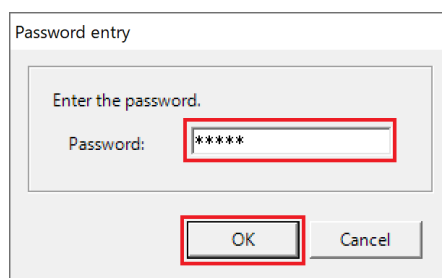 Password entry
Enter the password.
Password: *****
OK Cancel